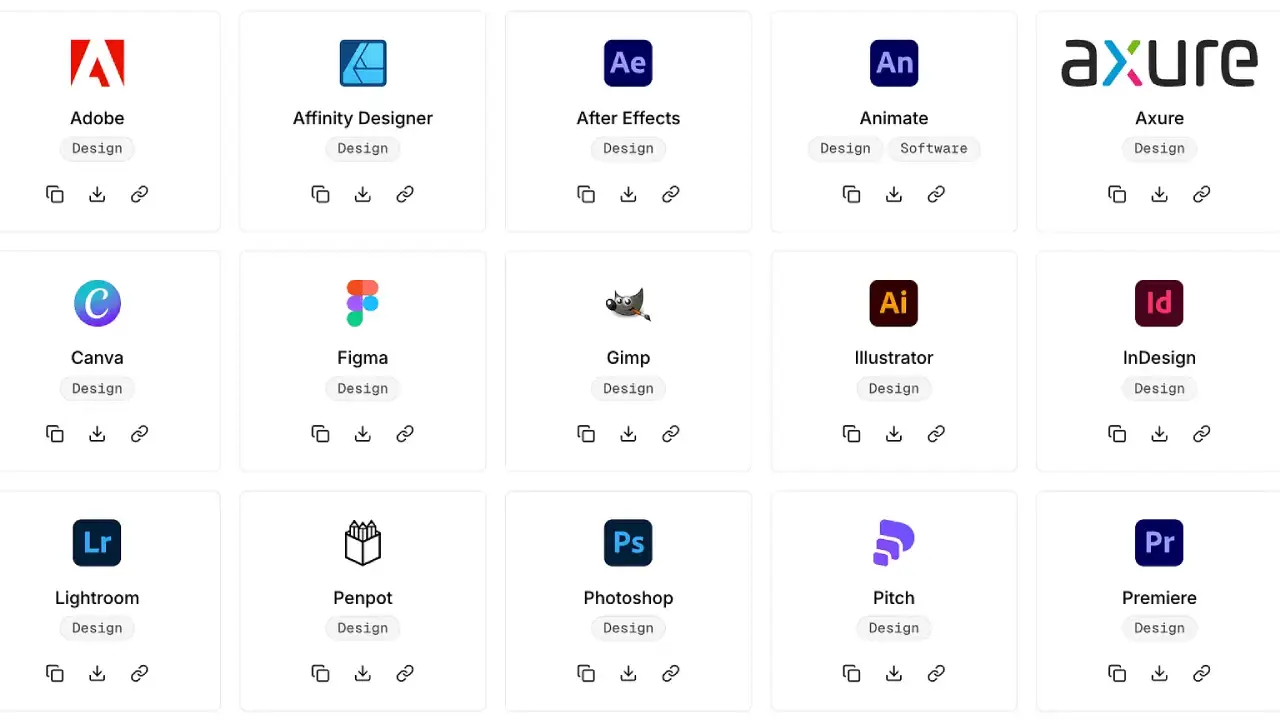 axure
Adobe
Affinity Designer
After Effects
Animate
Axure
Design
Design
Design
Design Software
Design
Ae
An
C
Ai
Id
Canva
Figma
Gimp
Illustrator
InDesign
Design
Design
Design
Design
Design
Lr
Ps
Pr
Lightroom
Penpot
Photoshop
Pitch
Premiere
Design
Design
Design
Design
Design